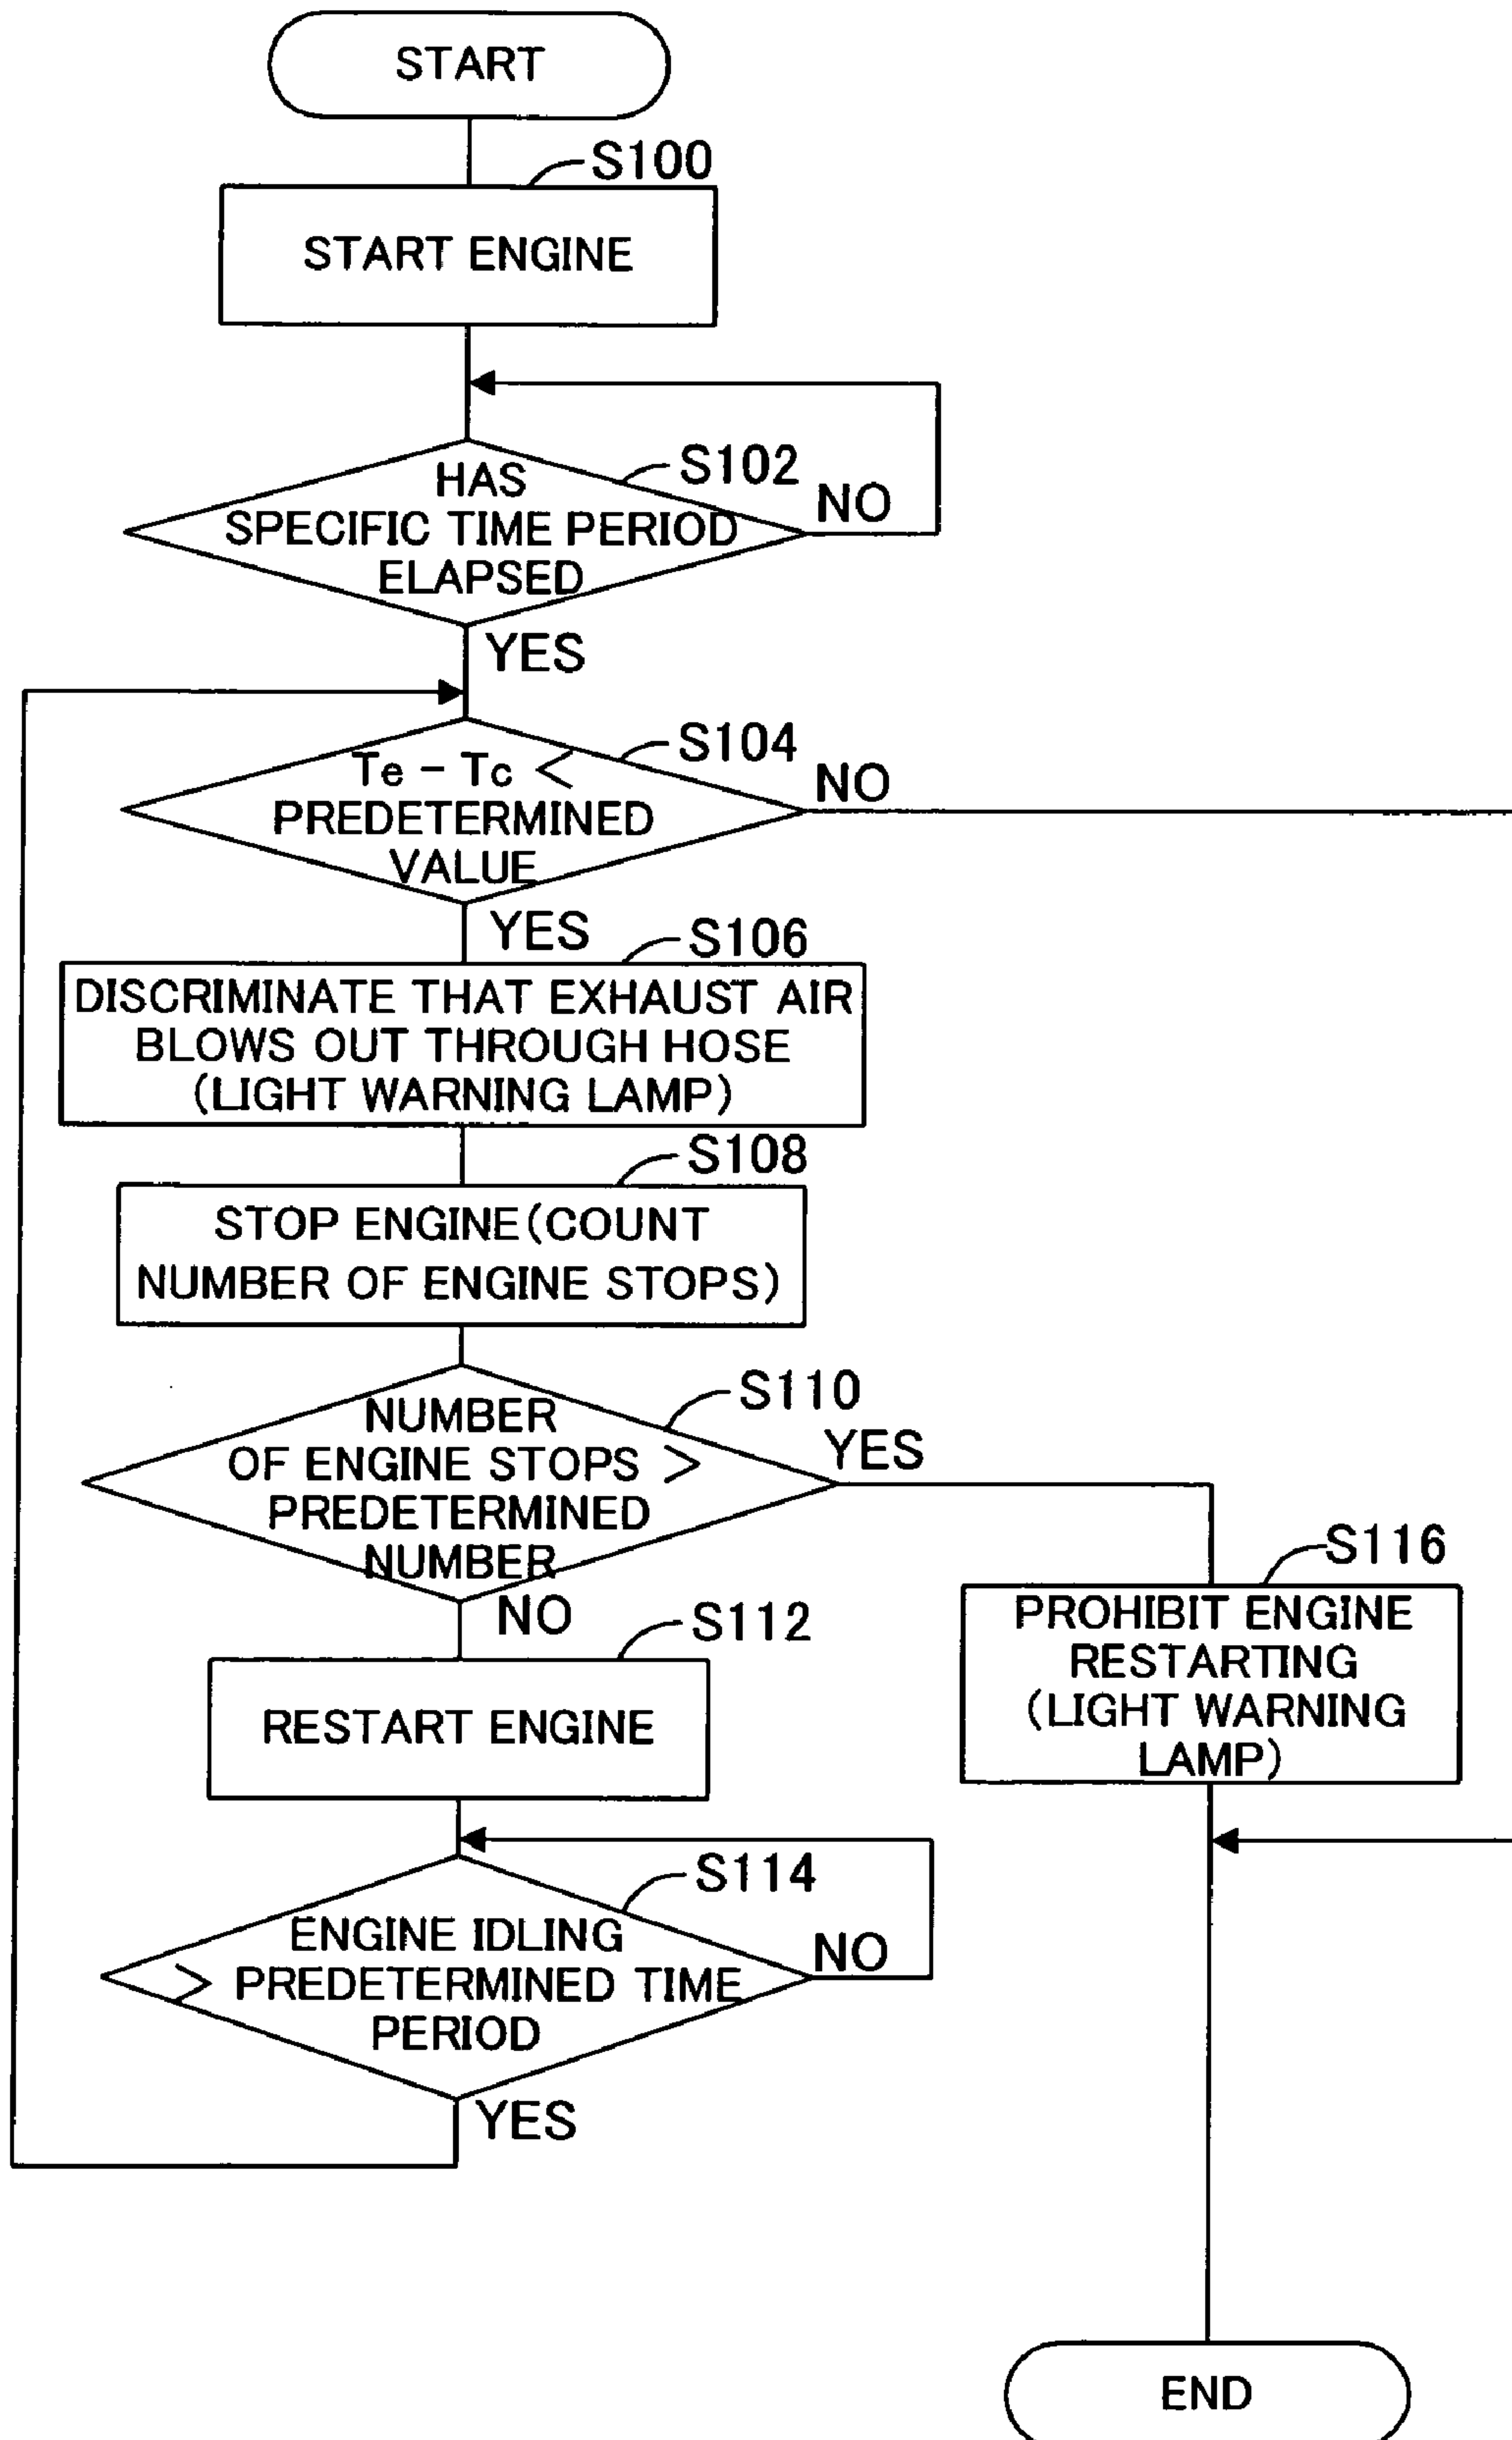 START
S100
START ENGINE
S102
HAS
SPECIFIC TIME PERIOD
ELAPSED
NO
YES
S104
Te - Tc <
PREDETERMINED
VALUE
NO
YES
S106
DISCRIMINATE THAT EXHAUST AIR
BLOWS OUT THROUGH HOSE
(LIGHT WARNING LAMP)
S108
STOP ENGINE(COUNT
NUMBER OF ENGINE STOPS)
S110
NUMBER
OF ENGINE STOPS >
PREDETERMINED
NUMBER
YES
NO
S116
PROHIBIT ENGINE
RESTARTING
(LIGHT WARNING
LAMP)
S112
RESTART ENGINE
S114
ENGINE IDLING
> PREDETERMINED TIME
PERIOD
NO
YES
END